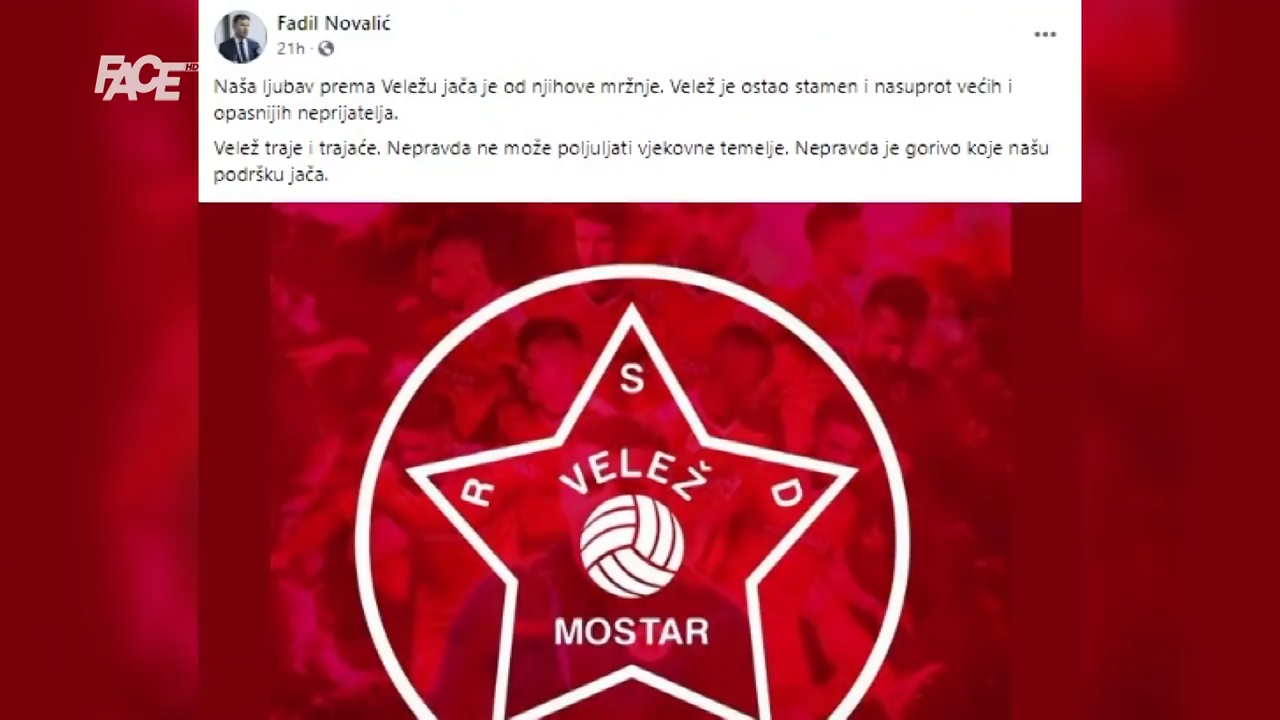 FACE HD
Fadil Novalić
21h ·
Naša ljubav prema Veležu jača je od njihove mržnje. Velež je ostao stamen i nasuprot većih i
opasnijih neprijatelja.
Velež traje i trajaće. Nepravda ne može poljuljati vjekovne temelje. Nepravda je gorivo koje našu
podršku jača.
S
R VELEŽ D
MOSTAR